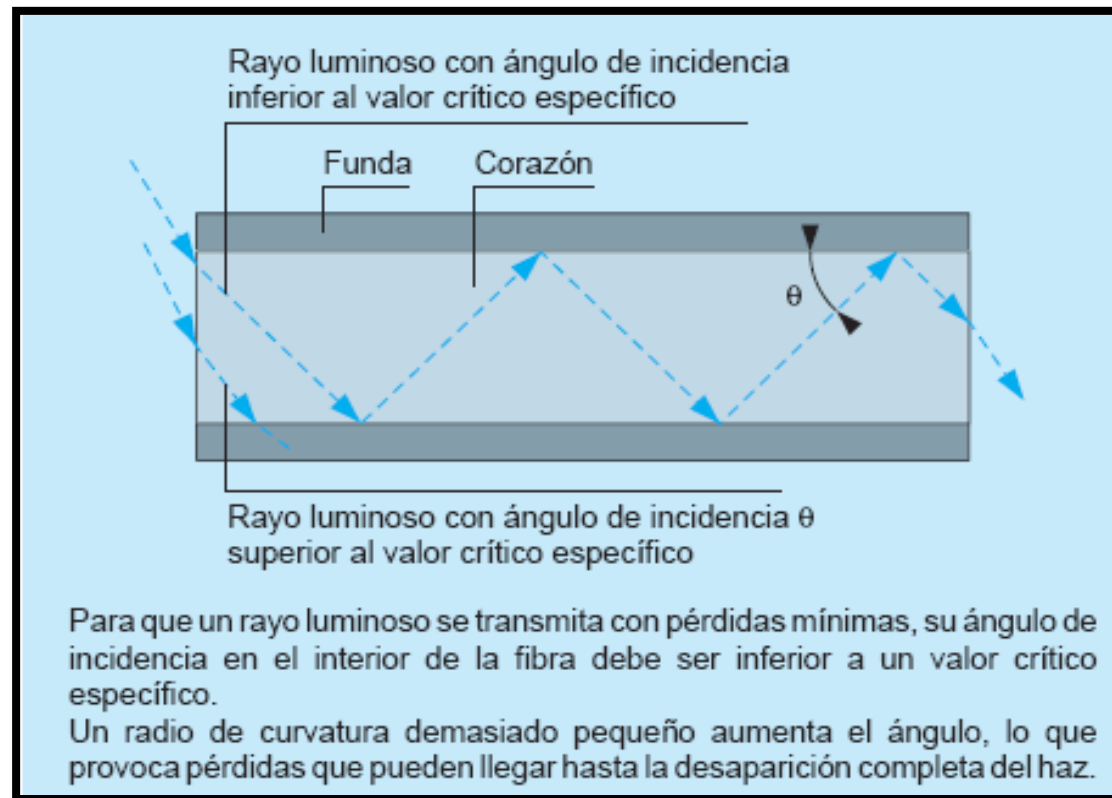 Rayo luminoso con ángulo de incidencia
inferior al valor crítico específico
Funda
Corazón
θ
Rayo luminoso con ángulo de incidencia θ
superior al valor crítico específico
Para que un rayo luminoso se transmita con pérdidas mínimas, su ángulo de
incidencia en el interior de la fibra debe ser inferior a un valor crítico
específico.
Un radio de curvatura demasiado pequeño aumenta el ángulo, lo que
provoca pérdidas que pueden llegar hasta la desaparición completa del haz.